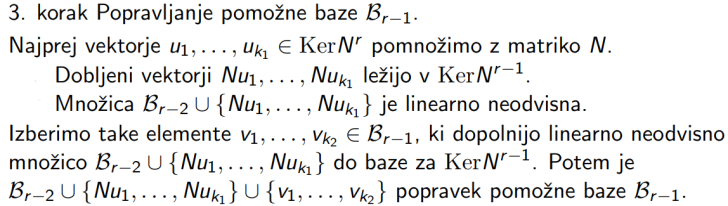 3. korak Popravljanje pomožne baze $\mathcal{B}_{r-1}$.
Najprej vektorje $u_1, \ldots, u_{k_1} \in \mathrm{Ker} N^r$ pomnožimo z matriko $N$.
Dobljeni vektorji $Nu_1, \ldots, Nu_{k_1}$ ležijo v $\mathrm{Ker} N^{r-1}$.
Množica $\mathcal{B}_{r-2} \cup \{Nu_1, \ldots, Nu_{k_1}\}$ je linearno neodvisna.
Izberimo take elemente $v_1, \ldots, v_{k_2} \in \mathcal{B}_{r-1}$, ki dopolnijo linearno neodvisno
množico $\mathcal{B}_{r-2} \cup \{Nu_1, \ldots, Nu_{k_1}\}$ do baze za $\mathrm{Ker} N^{r-1}$. Potem je
$\mathcal{B}_{r-2} \cup \{Nu_1, \ldots, Nu_{k_1}\} \cup \{v_1, \ldots, v_{k_2}\}$ popravek pomožne baze $\mathcal{B}_{r-1}$.